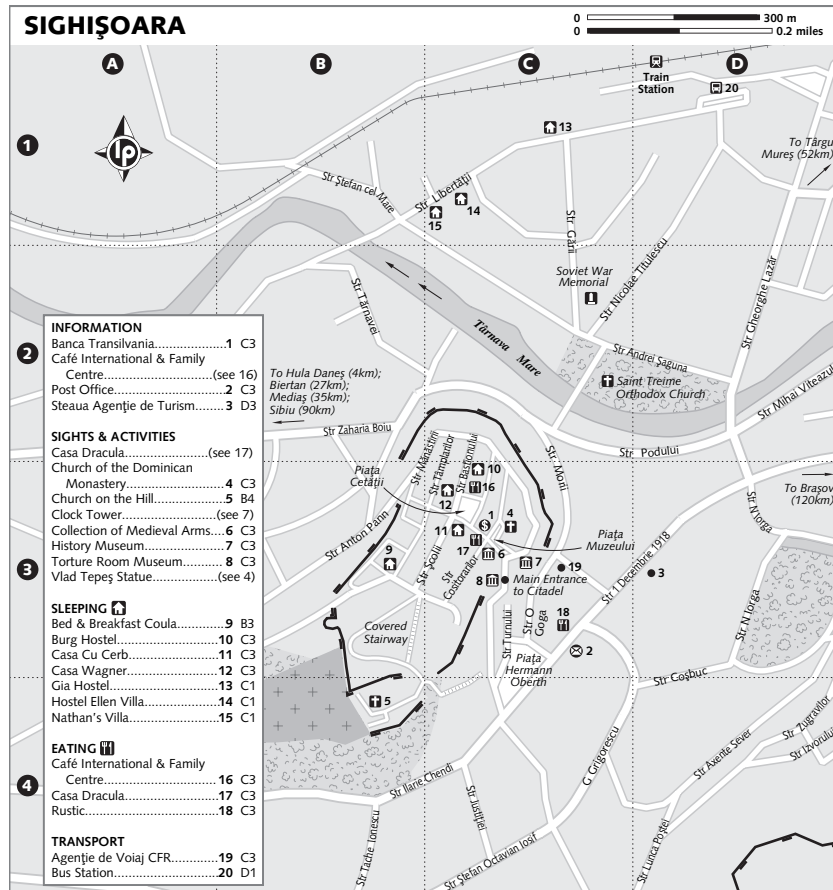 SIGHIŞOARA
0 300 m
0 0.2 miles
A
B
C
D
1
2
3
4
lp
Train
Station
20
13
To Târgu
Mureş (52km)
Str Ştefan cel Mare
Str Libertăţii
14
15
Str Gării
Str Nicolae Titulescu
Soviet War
Memorial
Str Gheorghe Lazăr
Str Târnavei
Târnava Mare
Str Andrei Şaguna
Saint Treime
Orthodox Church
Str Mihai Viteazul
To Hula Daneş (4km);
Biertan (27km);
Mediaş (35km);
Sibiu (90km)
Str Zaharia Boiu
Str Podului
Str Morii
Str Mănăstirii
Str Tâmplarilor
Str Bastionului
Piaţa
Cetăţii
10
16
12
To Braşov
(120km)
Str Anton Pann
11
1
4
17
6
Piaţa
Muzeului
7
9
Str Şcolii
Str
Cositorarilor
8
Main Entrance
to Citadel
19
3
Str 1 Decembrie 1918
Str N Iorga
Str N Iorga
Covered
Stairway
Str Turnului
Str O
Goga
18
2
Piaţa
Hermann
Oberth
Str Coşbuc
5
G Grigorescu
Str Axente Sever
Str Zugravilor
Str Izvorului
Str Ilarie Chendi
Str Tache Ionescu
Str Justiţiei
Str Ştefan Octavian Iosif
Str Lunca Poştei
INFORMATION
Banca Transilvania..................1 C3
Café International & Family
Centre.......................(see 16)
Post Office.............................2 C3
Steaua Agenţie de Turism........3 D3
SIGHTS & ACTIVITIES
Casa Dracula....................(see 17)
Church of the Dominican
Monastery..........................4 C3
Church on the Hill..................5 B4
Clock Tower......................(see 7)
Collection of Medieval Arms...6 C3
History Museum.....................7 C3
Torture Room Museum..........8 C3
Vlad Tepeş Statue..............(see 4)
SLEEPING
Bed & Breakfast Coula............9 B3
Burg Hostel..........................10 C3
Casa Cu Cerb.......................11 C3
Casa Wagner........................12 C3
Gia Hostel............................13 C1
Hostel Ellen Villa...................14 C1
Nathan's Villa.......................15 C1
EATING
Café International & Family
Centre..............................16 C3
Casa Dracula........................17 C3
Rustic..................................18 C3
TRANSPORT
Agenţie de Voiaj CFR.............19 C3
Bus Station...........................20 D1